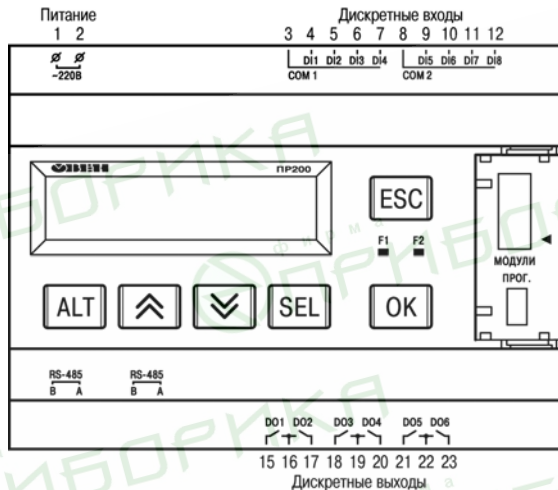 Питание
1 2
Дискретные входы
3 4 5 6 7 8 9 10 11 12
~220В
DI1 DI2 DI3 DI4
DI5 DI6 DI7 DI8
COM 1
COM 2
ОВЕН
ПР200
ESC
F1 F2
МОДУЛИ
ПРОГ.
ALT
SEL
OK
RS-485
B A
RS-485
B A
DO1 DO2 DO3 DO4 DO5 DO6
15 16 17 18 19 20 21 22 23
Дискретные выходы
фирма
ПРИБОРИКА